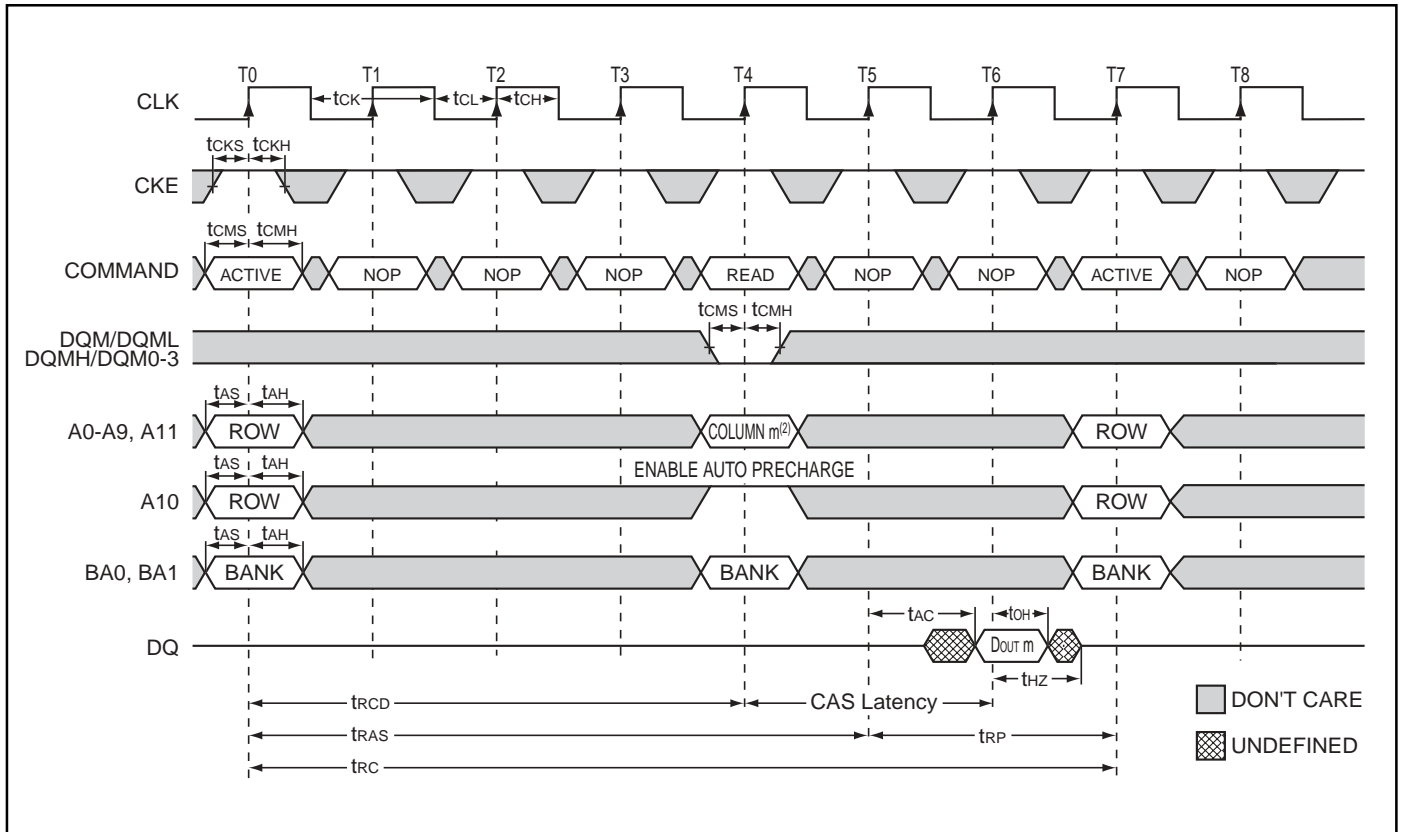 T0 T1 T2 T3 T4 T5 T6 T7 T8
CLK tCK tCL tCH
tCKS tCKH
CKE
tCMS tCMH
COMMAND ACTIVE NOP NOP NOP READ NOP NOP ACTIVE NOP
tCMS tCMH
DQM/DQML
DQMH/DQM0-3
tAS tAH
A0-A9, A11 ROW COLUMN m(2) ROW
tAS tAH ENABLE AUTO PRECHARGE
A10 ROW ROW
tAS tAH
BA0, BA1 BANK BANK BANK
tAC tOH
DQ DOUT m
tHZ
tRCD CAS Latency
DON'T CARE
tRAS tRP
UNDEFINED
tRC